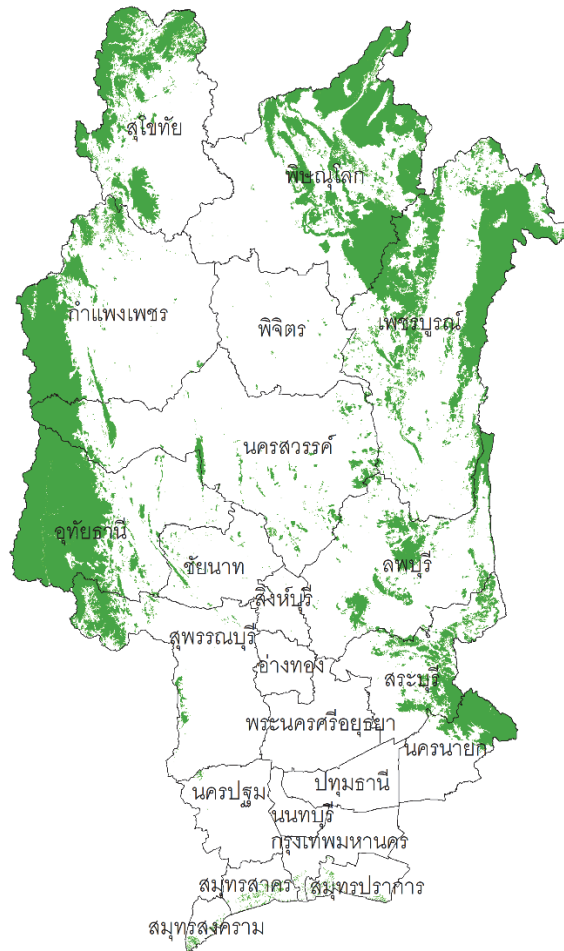 สุโขทัย
พิษณุโลก
กำแพงเพชร
พิจิตร
เพชรบูรณ์
นครสวรรค์
อุทัยธานี
ชัยนาท
ลพบุรี
สิงห์บุรี
สุพรรณบุรี
อ่างทอง
สระบุรี
พระนครศรีอยุธยา
นครนายก
ปทุมธานี
นครปฐม
นนทบุรี
กรุงเทพมหานคร
สมุทรสาคร
สมุทรปราการ
สมุทรสงคราม